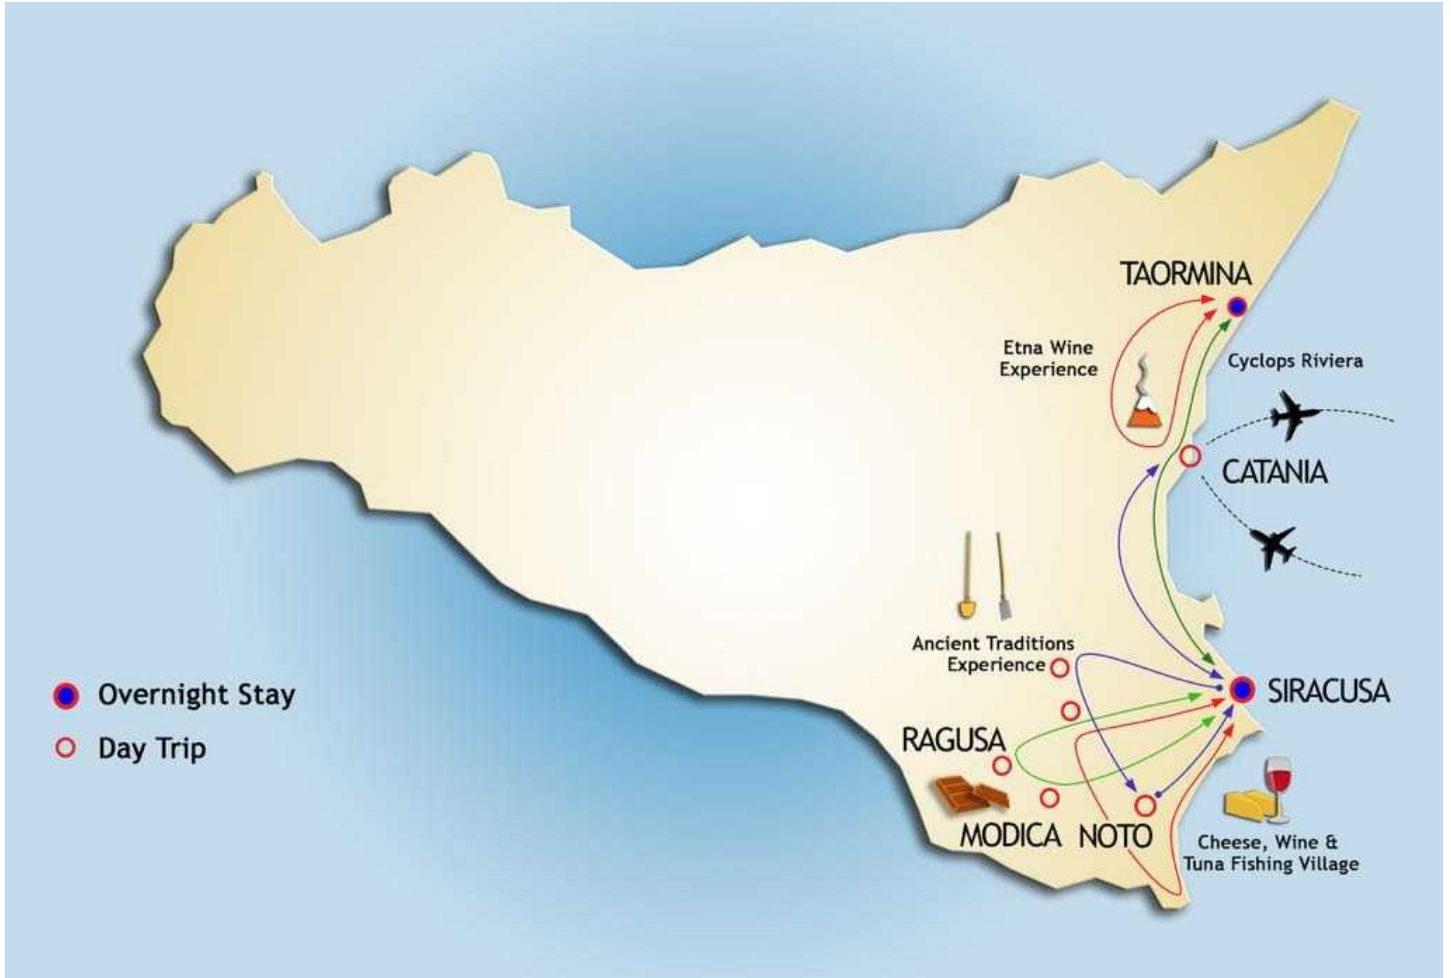 TAORMINA
Etna Wine
Experience
Cyclops Riviera
CATANIA
Ancient Traditions
Experience
SIRACUSA
Overnight Stay
Day Trip
RAGUSA
MODICA
NOTO
Cheese, Wine &
Tuna Fishing Village